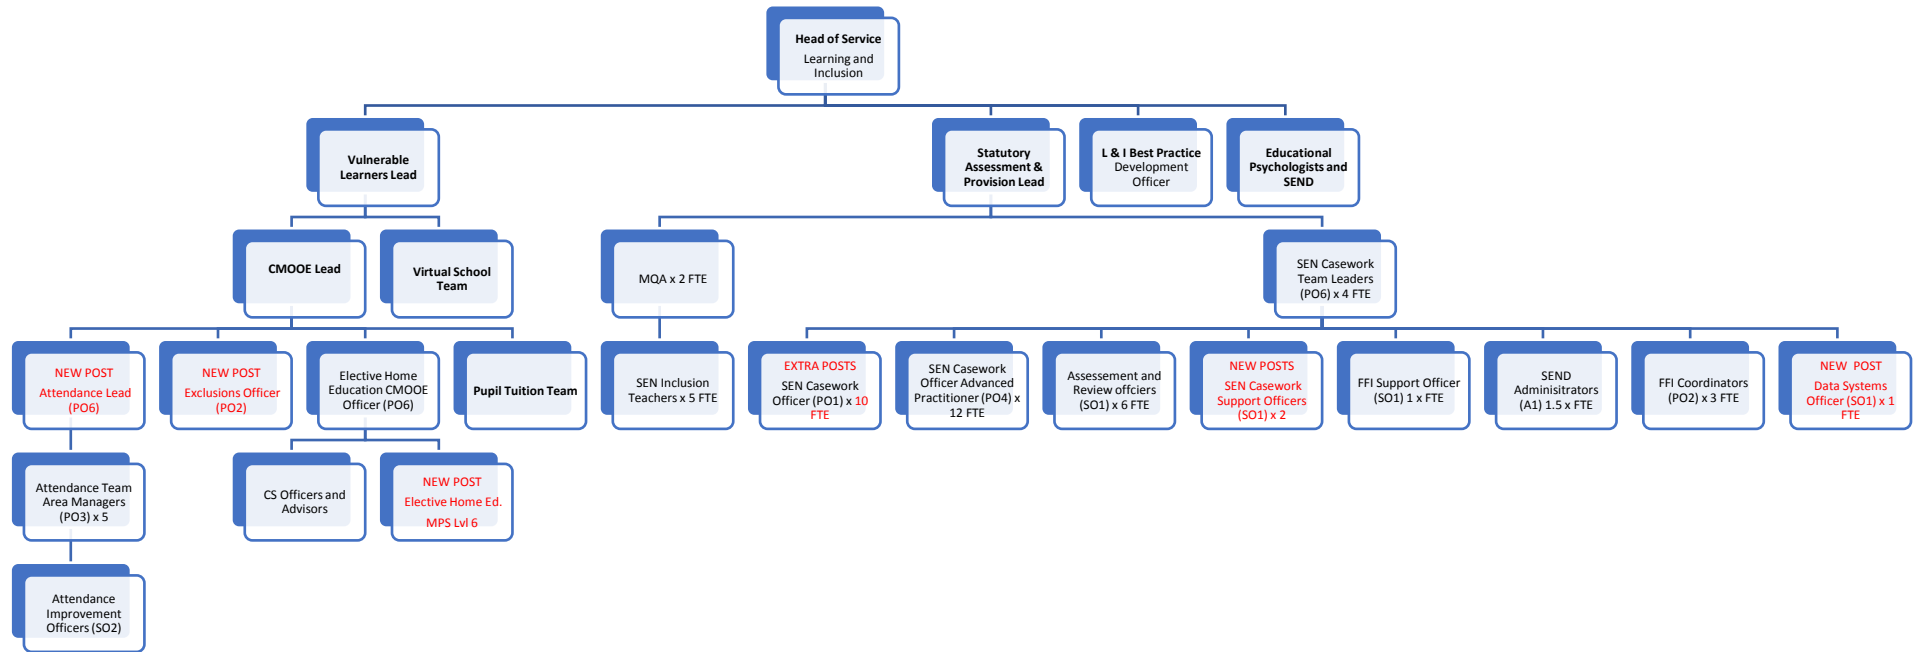 Head of Service
Learning and
Inclusion
Vulnerable
Learners Lead
Statutory
Assessment &
Provision Lead
L & I Best Practice
Development
Officer
Educational
Psychologists and
SEND
CMOOE Lead
Virtual School
Team
MQA x 2 FTE
SEN Casework
Team Leaders
(PO6) x 4 FTE
NEW POST
Attendance Lead
(PO6)
NEW POST
Exclusions Officer
(PO2)
Elective Home
Education CMOOE
Officer (PO6)
Pupil Tuition Team
SEN Inclusion
Teachers x 5 FTE
EXTRA POSTS
SEN Casework
Officer (PO1) x 10
FTE
SEN Casework
Officer Advanced
Practitioner (PO4) x
12 FTE
Assessement and
Review offciers
(SO1) x 6 FTE
NEW POSTS
SEN Casework
Support Officers
(SO1) x 2
FFI Support Officer
(SO1) 1 x FTE
SEND
Adminisitrators
(A1) 1.5 x FTE
FFI Coordinators
(PO2) x 3 FTE
NEW POST
Data Systems
Officer (SO1) x 1
FTE
Attendance Team
Area Managers
(PO3) x 5
CS Officers and
Advisors
NEW POST
Elective Home Ed.
MPS Lvl 6
Attendance
Improvement
Officers (SO2)